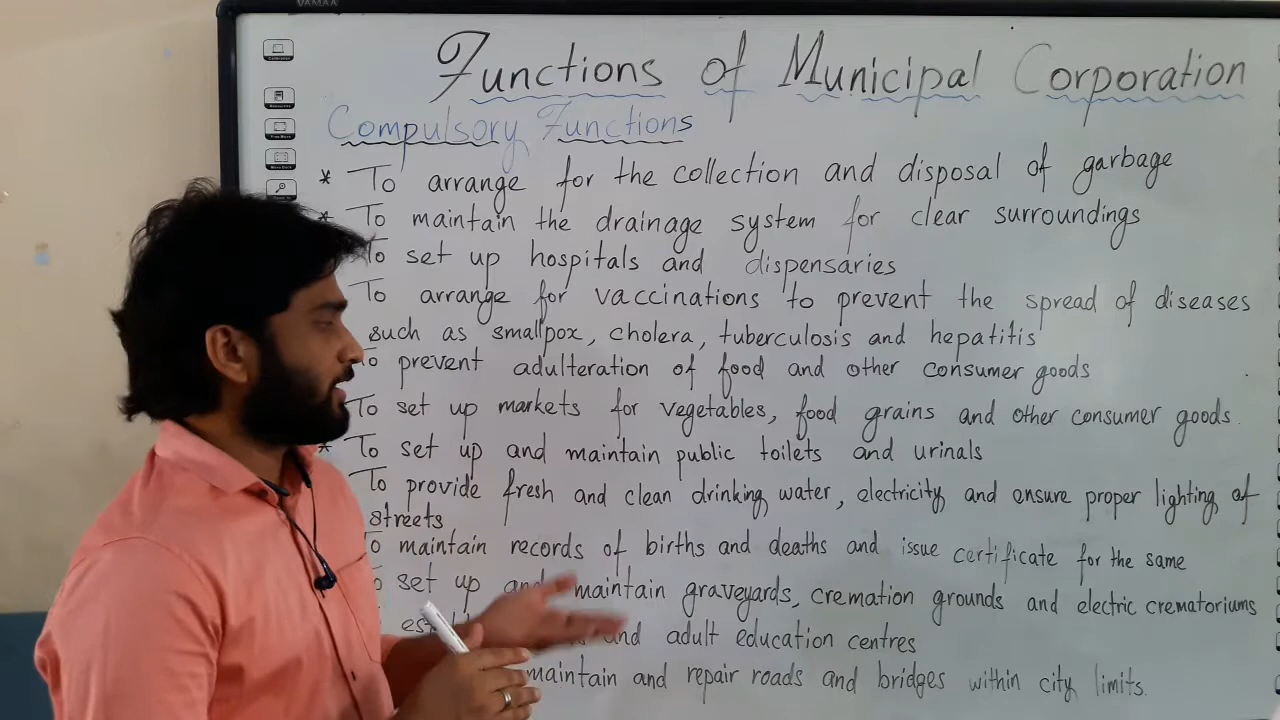 VAMAA
Functions of Municipal Corporation
Compulsory Functions
* To arrange for the collection and disposal of garbage
* To maintain the drainage system for clear surroundings
To set up hospitals and dispensaries
To arrange for vaccinations to prevent the spread of diseases
such as smallpox, cholera, tuberculosis and hepatitis
To prevent adulteration of food and other consumer goods
To set up markets for vegetables, food grains and other consumer goods.
* To set up and maintain public toilets and urinals
To provide fresh and clean drinking water, electricity and ensure proper lighting of
streets
To maintain records of births and deaths and issue certificate for the same
set up and maintain graveyards, cremation grounds and electric crematoriums
and adult education centres
maintain and repair roads and bridges within city limits.